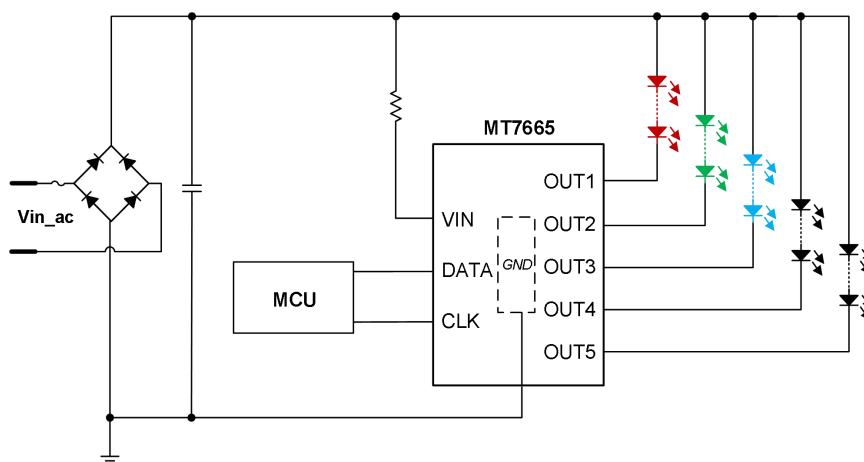 MT7665
Vin_ac
VIN
DATA
CLK
GND
OUT1
OUT2
OUT3
OUT4
OUT5
MCU